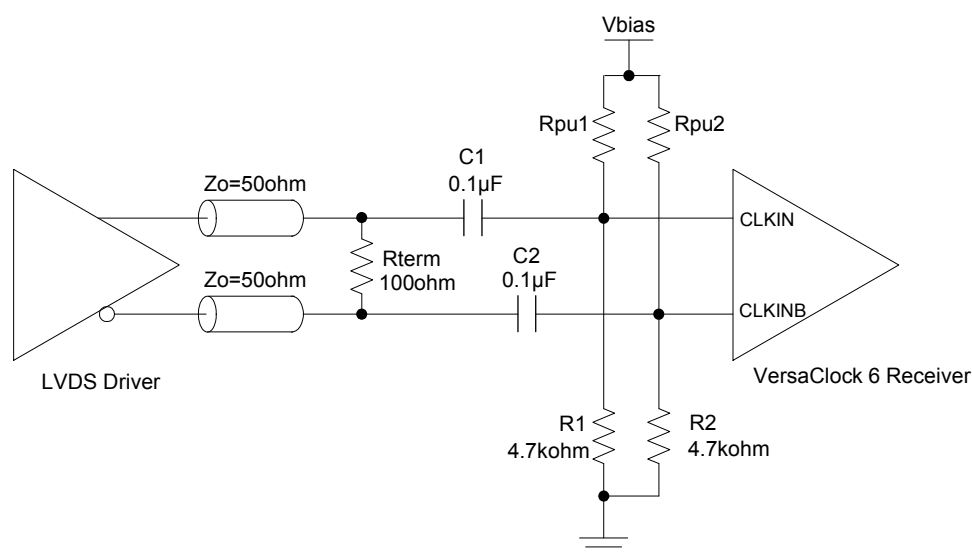 Vbias
Rpu1
Rpu2
C1
0.1µF
Zo=50ohm
CLKIN
Rterm
100ohm
C2
0.1µF
Zo=50ohm
CLKINB
LVDS Driver
VersaClock 6 Receiver
R1
4.7kohm
R2
4.7kohm